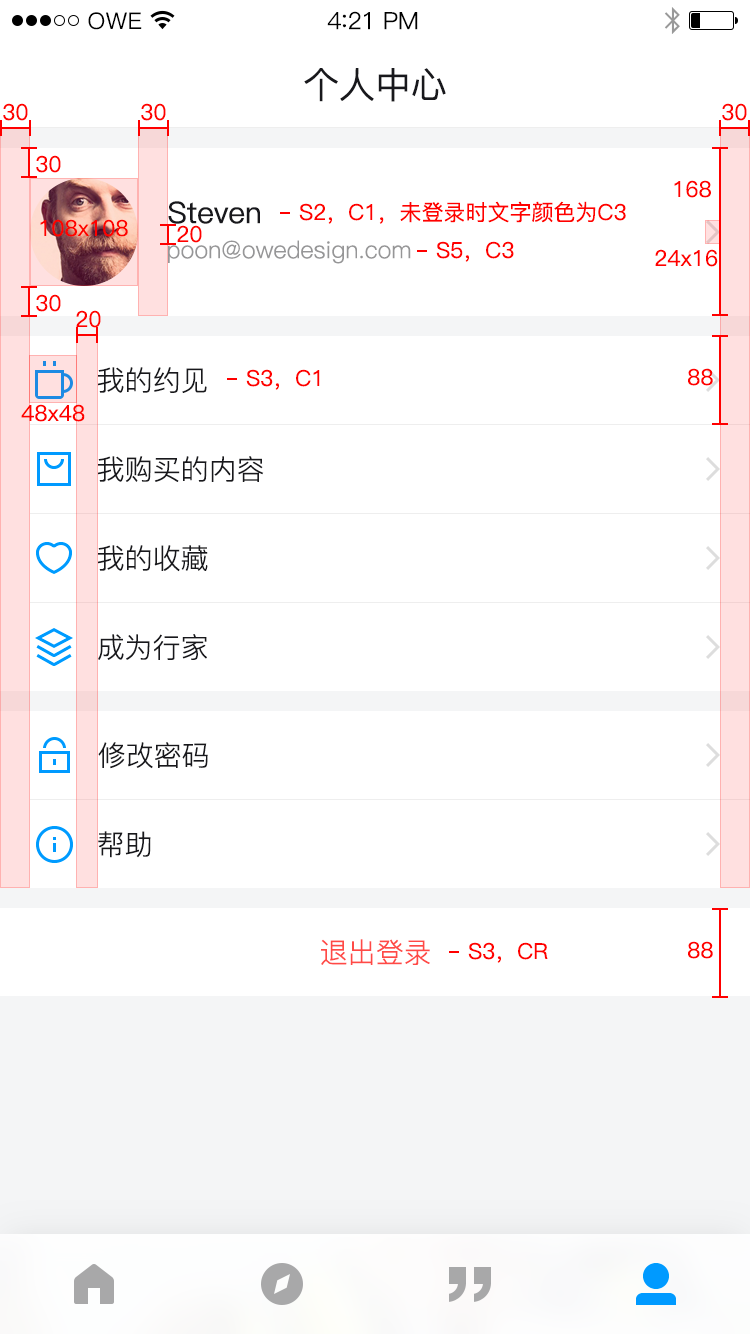 OWE 4:21 PM
个人中心
30 30 30
30
168
Steven - S2，C1，未登录时文字颜色为C3
108x108
20
poon@owedesign.com - S5，C3
24x16
30
20
我的约见 - S3，C1
88
48x48
我购买的内容
我的收藏
成为行家
修改密码
帮助
退出登录 - S3，CR
88